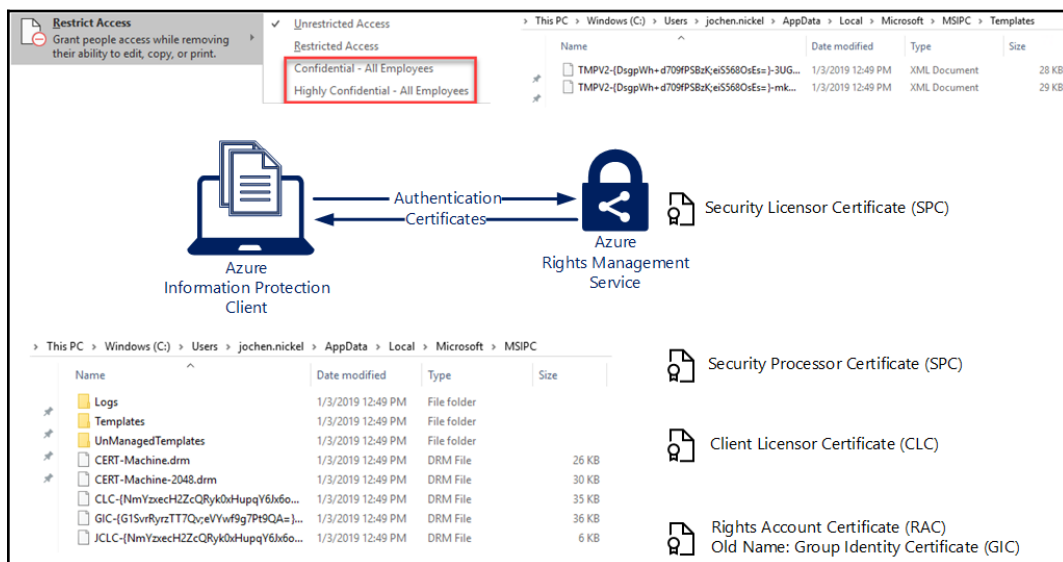 Restrict Access
Grant people access while removing
their ability to edit, copy, or print.
Unrestricted Access
Restricted Access
Confidential - All Employees
Highly Confidential - All Employees
This PC > Windows (C:) > Users > jochen.nickel > AppData > Local > Microsoft > MSIPC > Templates
Name Date modified Type Size
TMPV2-{DsgpWh+d709fPSBzK;eiS568OsEs=}-3UG... 1/3/2019 12:49 PM XML Document 28 KB
TMPV2-{DsgpWh+d709fPSBzK;eiS568OsEs=}-mk... 1/3/2019 12:49 PM XML Document 29 KB
Authentication
Certificates
Azure
Information Protection
Client
Azure
Rights Management
Service
Security Licensor Certificate (SPC)
> This PC > Windows (C:) > Users > jochen.nickel > AppData > Local > Microsoft > MSIPC
Name Date modified Type Size
Logs 1/3/2019 12:49 PM File folder
Templates 1/3/2019 12:49 PM File folder
UnManagedTemplates 1/3/2019 12:49 PM File folder
CERT-Machine.drm 1/3/2019 12:49 PM DRM File 26 KB
CERT-Machine-2048.drm 1/3/2019 12:49 PM DRM File 30 KB
CLC-{NmYzxecH2ZcQRyk0xHupqY6Jx6o... 1/3/2019 12:49 PM DRM File 35 KB
GIC-{G1SvrRyrzTT7Qv;eVYwf9g7Pt9QA=}... 1/3/2019 12:49 PM DRM File 36 KB
JCLC-{NmYzxecH2ZcQRyk0xHupqY6Jx6o... 1/3/2019 12:49 PM DRM File 6 KB
Security Processor Certificate (SPC)
Client Licensor Certificate (CLC)
Rights Account Certificate (RAC)
Old Name: Group Identity Certificate (GIC)